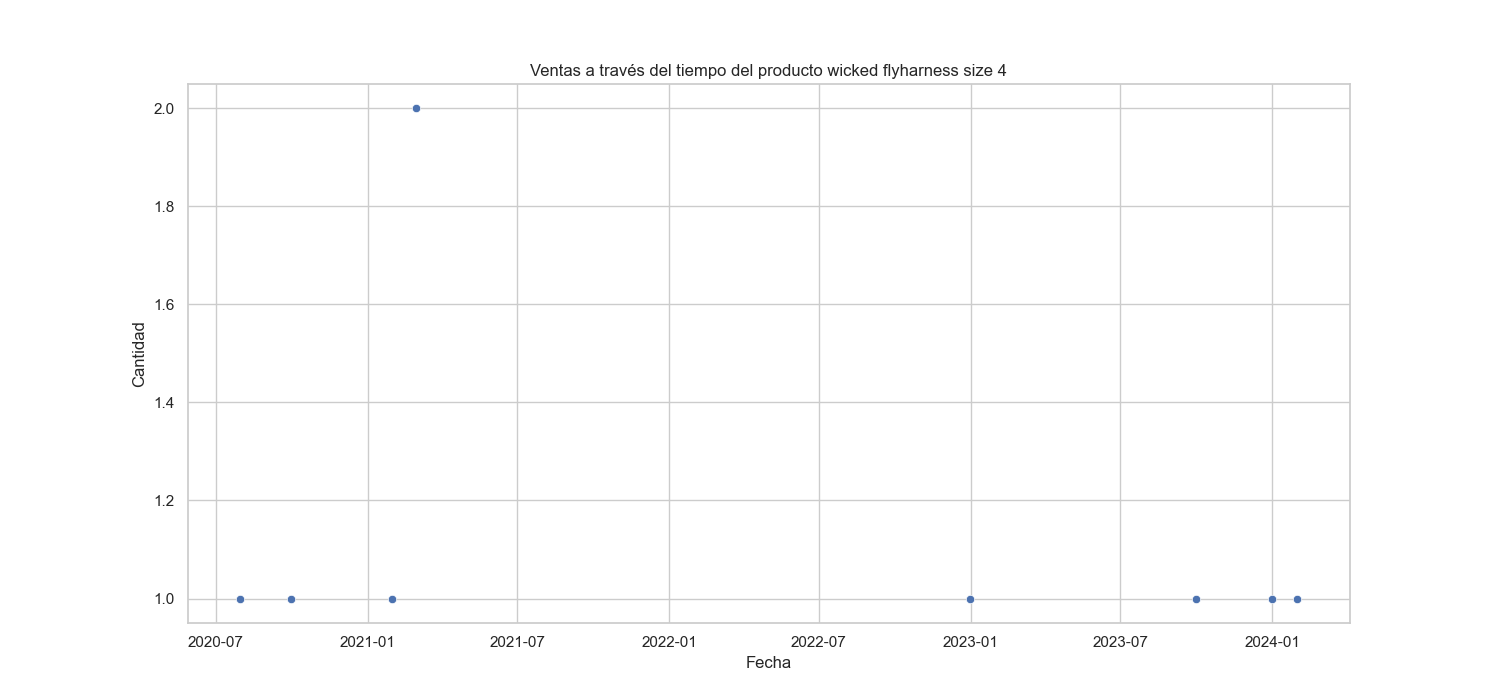 Ventas a través del tiempo del producto wicked flyharness size 4
2.0
1.8
1.6
1.4
1.2
1.0
Cantidad
2020-07 2021-01 2021-07 2022-01 2022-07 2023-01 2023-07 2024-01
Fecha